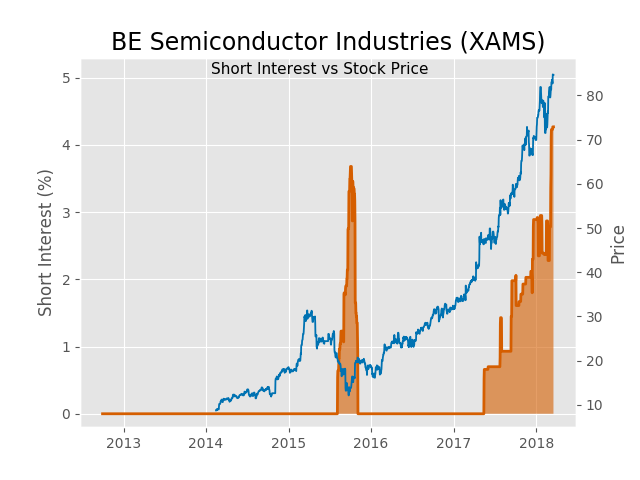 BE Semiconductor Industries (XAMS)
Short Interest vs Stock Price
Short Interest (%)
5
4
3
2
1
0
80
70
60
50
40
30
20
10
Price
2013 2014 2015 2016 2017 2018